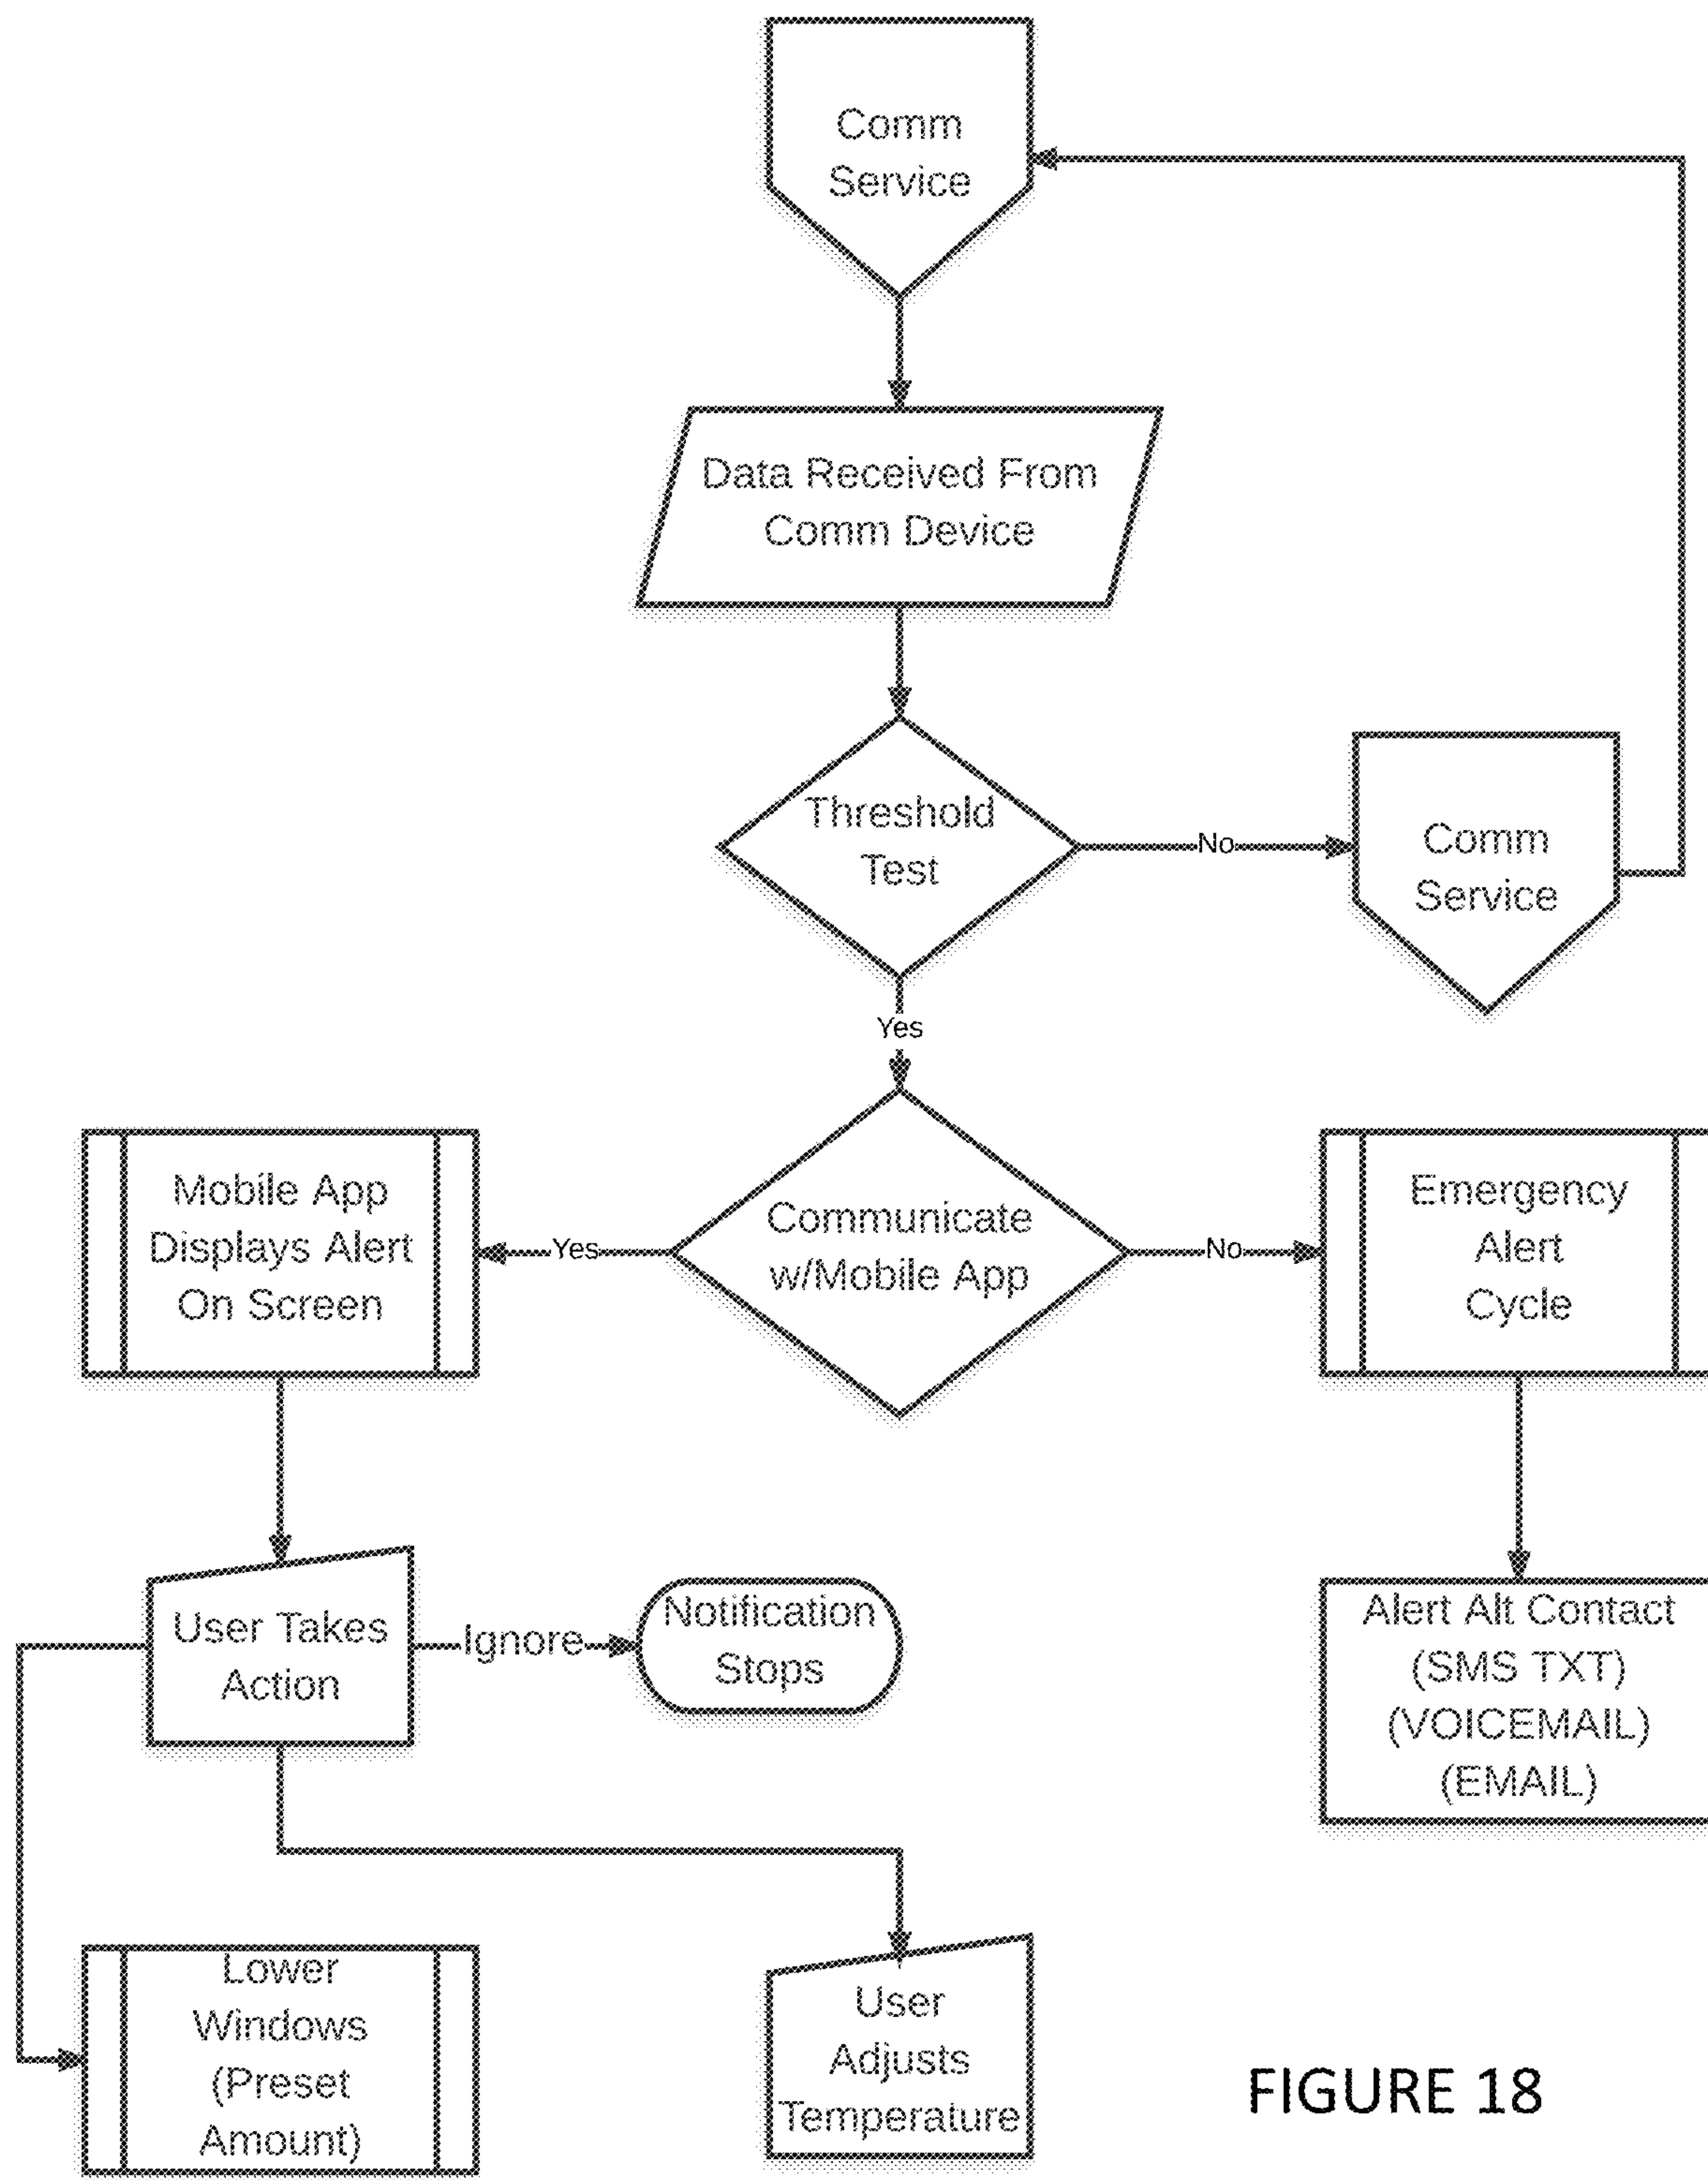 Comm
Service
Data Received From
Comm Device
Threshold
Test
No
Comm
Service
Yes
Mobile App
Displays Alert
On Screen
Yes
Communicate
w/Mobile App
No
Emergency
Alert
Cycle
User Takes
Action
Ignore
Notification
Stops
Alert Alt Contact
(SMS TXT)
(VOICEMAIL)
(EMAIL)
Lower
Windows
(Preset
Amount)
User
Adjusts
Temperature
FIGURE 18